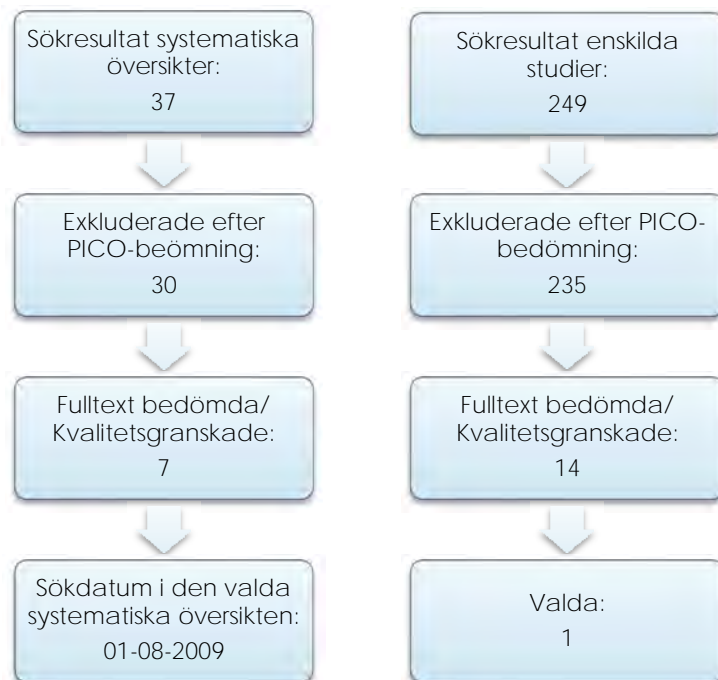 Sökresultat systematiska
översikter:
37
Exkluderade efter
PICO-beömning:
30
Fulltext bedömda/
Kvalitetsgranskade:
7
Sökdatum i den valda
systematiska översikten:
01-08-2009
Sökresultat enskilda
studier:
249
Exkluderade efter PICO-
bedömning:
235
Fulltext bedömda/
Kvalitetsgranskade:
14
Valda:
1